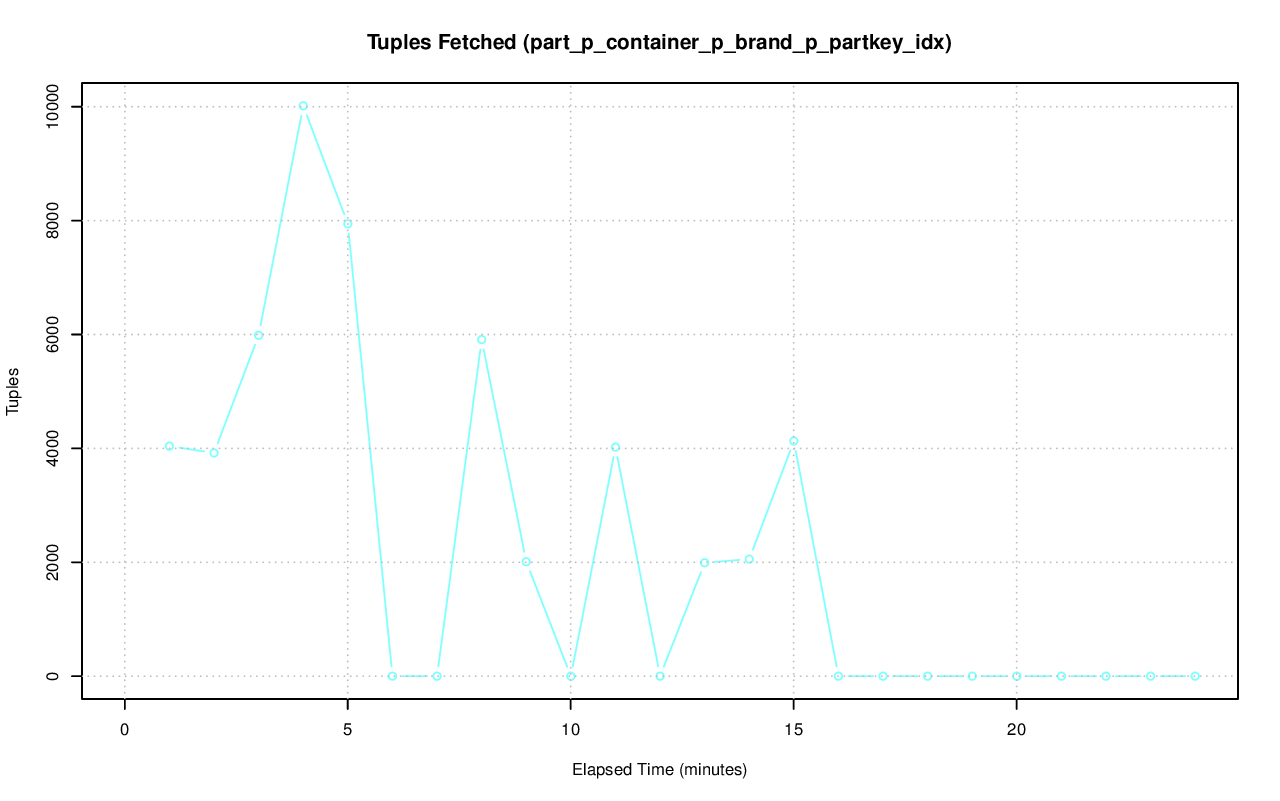 Tuples Fetched (part_p_container_p_brand_p_partkey_idx)
10000
8000
6000
4000
2000
0
Tuples
0 5 10 15 20
Elapsed Time (minutes)